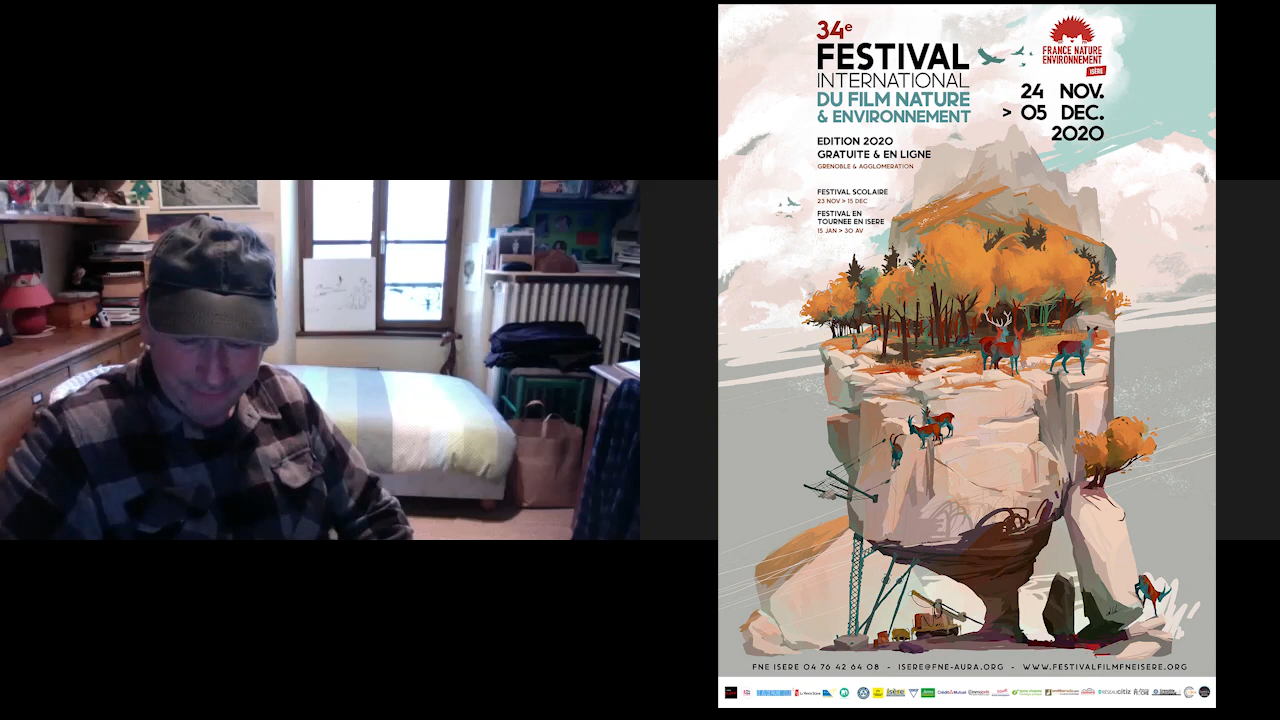 34e
FESTIVAL
INTERNATIONAL
DU FILM NATURE
& ENVIRONNEMENT
FRANCE NATURE
ENVIRONNEMENT
ISÈRE
24 NOV.
> 05 DEC.
2020
EDITION 2020
GRATUITE & EN LIGNE
GRENOBLE & AGGLOMERATION
FESTIVAL SCOLAIRE
23 NOV > 15 DEC
FESTIVAL EN
TOURNEE EN ISERE
15 JAN > 30 AV
FNE ISERE 04 76 42 64 08 - ISERE@FNE-AURA.ORG - WWW.FESTIVALFILMFNEISERE.ORG